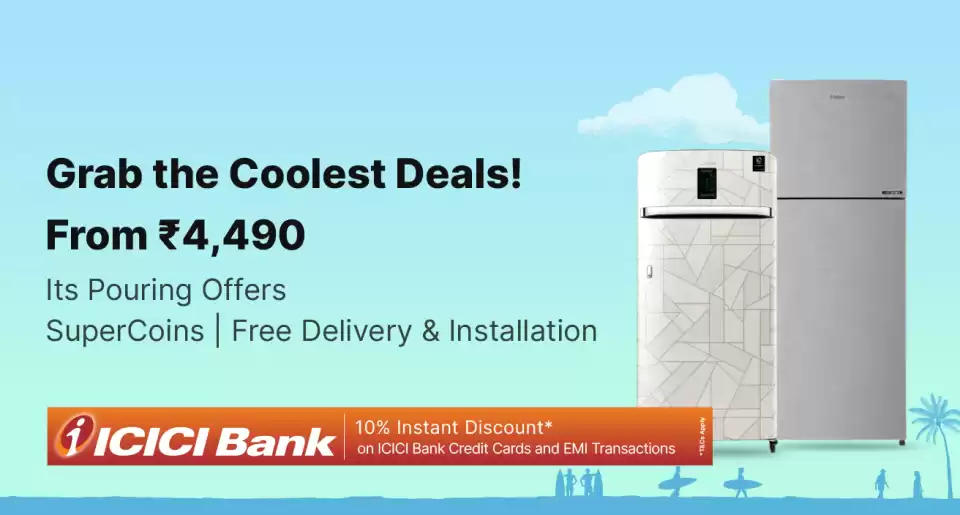 Grab the Coolest Deals!
From ₹4,490
Its Pouring Offers
SuperCoins | Free Delivery & Installation
i ICICI Bank
10% Instant Discount*
on ICICI Bank Credit Cards and EMI Transactions
*T&Cs Apply